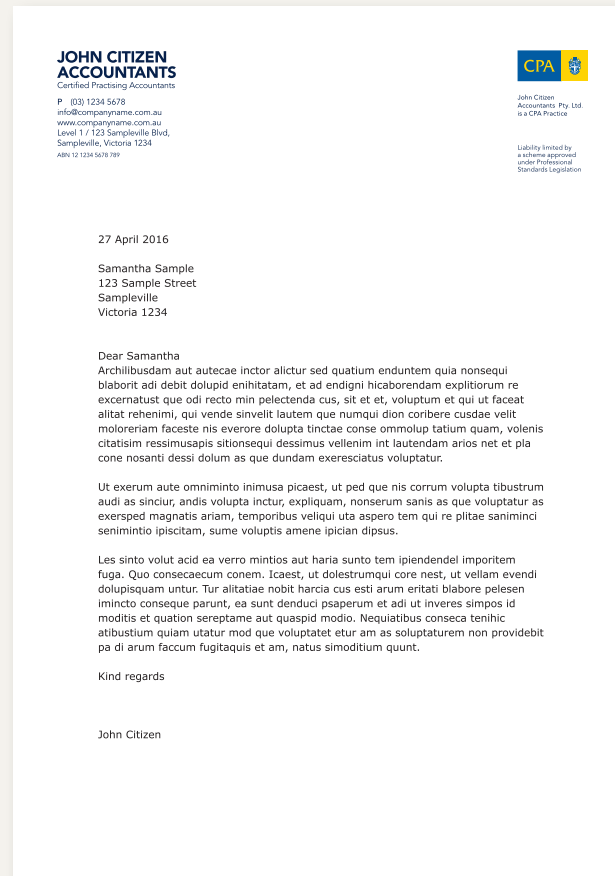 JOHN CITIZEN
ACCOUNTANTS
Certified Practising Accountants
P (03) 1234 5678
info@companyname.com.au
www.companyname.com.au
Level 1 / 123 Sampleville Blvd,
Sampleville, Victoria 1234
ABN 12 1234 5678 789
CPA
John Citizen
Accountants Pty. Ltd.
is a CPA Practice
Liability limited by
a scheme approved
under Professional
Standards Legislation
27 April 2016
Samantha Sample
123 Sample Street
Sampleville
Victoria 1234
Dear Samantha
Archilibusdam aut autecae inctor alictur sed quatium enduntem quia nonsequi
blaborit adi debit dolupid enihitatam, et ad endigni hicaborendam explitiorum re
excernatust que odi recto min pelectenda cus, sit et et, voluptum et qui ut faceat
alitat rehenimi, qui vende sinvelit lautem que numqui dion coribere cusdae velit
moloreriam faceste nis everore dolupta tinctae conse ommolup tatium quam, volenis
citatisim ressimusapis sitionsequi dessimus vellenim int lautendam arios net et pla
cone nosanti dessi dolum as que dundam exeresciatus voluptatur.
Ut exerum aute omniminto inimusa picaest, ut ped que nis corrum volupta tibustrum
audi as sinciur, andis volupta inctur, expliquam, nonserum sanis as que voluptatur as
exersped magnatis ariam, temporibus veliqui uta aspero tem qui re plitae saniminci
senimintio ipiscitam, sume voluptis amene ipician dipsus.
Les sinto volut acid ea verro mintios aut haria sunto tem ipiendendel imporitem
fuga. Quo consecaecum conem. Icaest, ut dolestrumqui core nest, ut vellam evendi
dolupisquam untur. Tur alitatiae nobit harcia cus esti arum eritati blabore pelesen
imincto conseque parunt, ea sunt denduci psaperum et adi ut inveres simpos id
moditis et quation sereptame aut quaspid modio. Nequiatibus conseca tenihic
atibustium quiam utatur mod que voluptatet etur am as soluptaturem non providebit
pa di arum faccum fugitaquis et am, natus simoditium quunt.
Kind regards
John Citizen